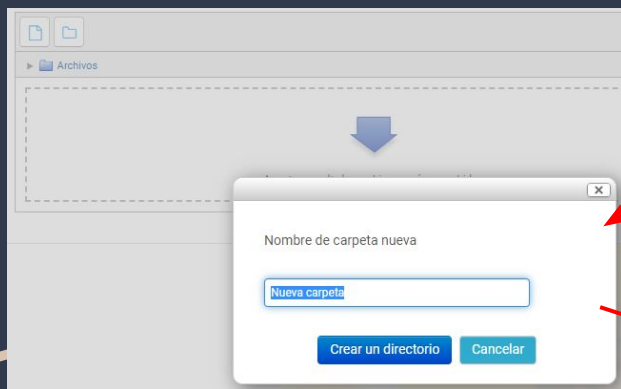 Archivos
Nombre de carpeta nueva
Nueva carpeta
Crear un directorio
Cancelar